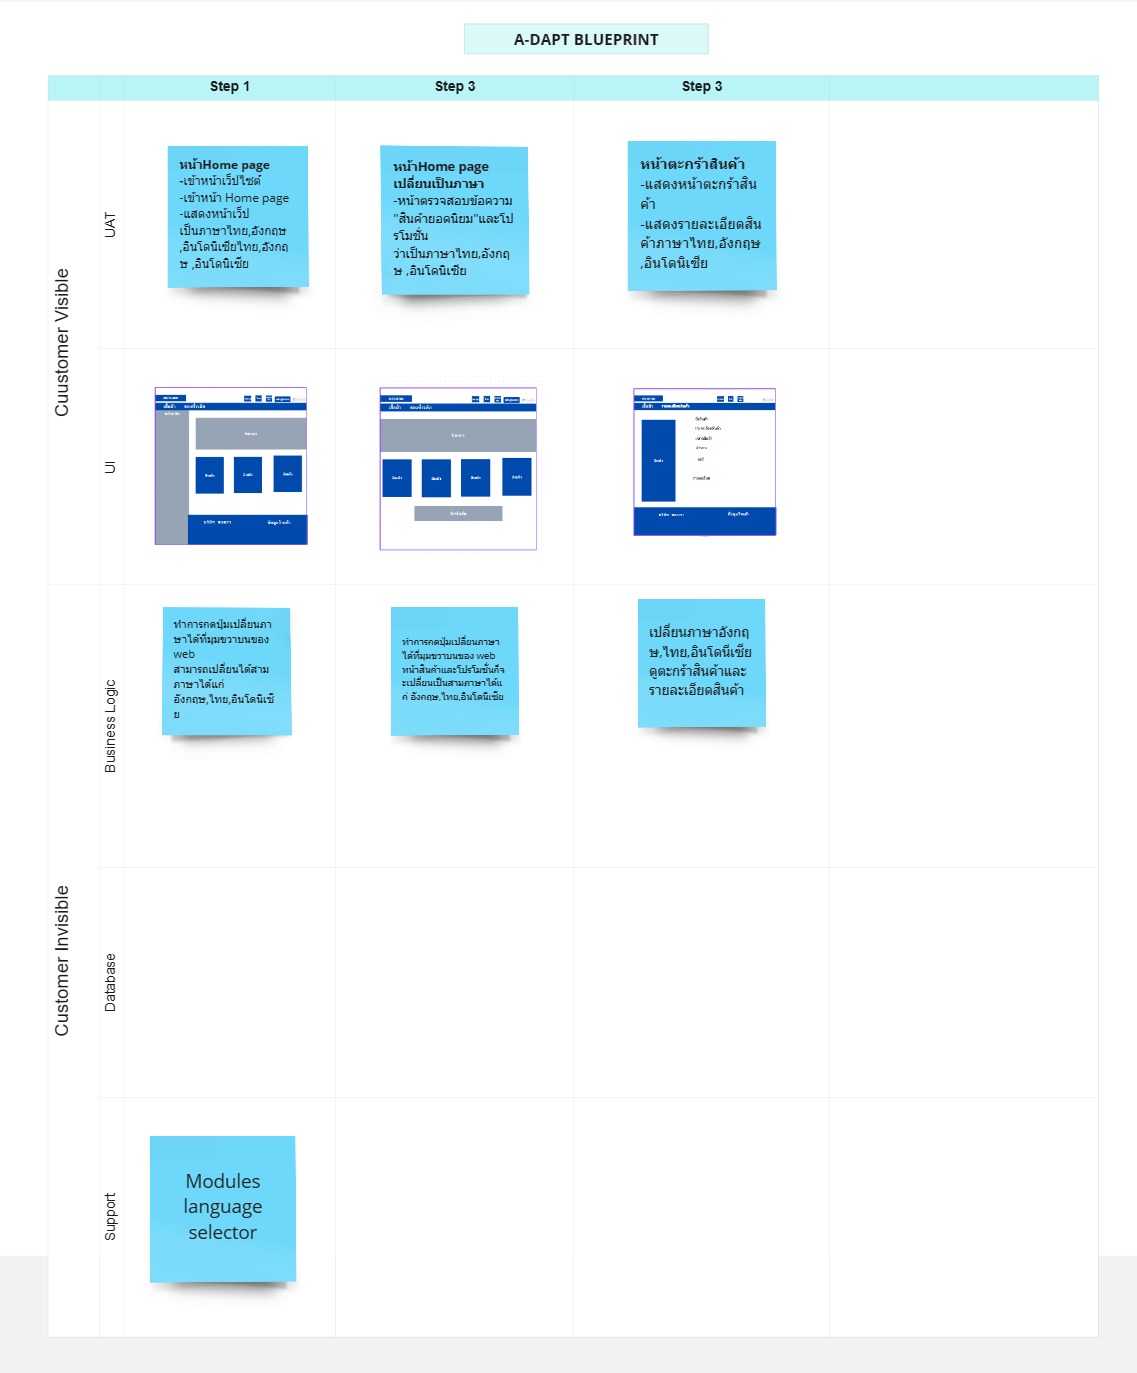 A-DAPT BLUEPRINT
Step 1
Step 3
Step 3
Cuustomer Visible
UAT
หน้าHome page
-เข้าหน้าเว็ปไซต์
-เข้าหน้า Home page
-แสดงหน้าเว็ป
เป็นภาษาไทย,อังกฤษ
,อินโดนิเซียไทย,อังกฤ
ษ ,อินโดนิเซีย
หน้าHome page
เปลี่ยนเป็นภาษา
-หน้าตรวจสอบข้อความ
"สินค้ายอดนิยม"และโป
รโมชั่น
ว่าเป็นภาษาไทย,อังกฤ
ษ ,อินโดนิเซีย
หน้าตะกร้าสินค้า
-แสดงหน้าตะกร้าสิน
ค้า
-แสดงรายละเอียดสิน
ค้าภาษาไทย,อังกฤษ
,อินโดนิเซีย
UI
Customer Invisible
Business Logic
ทำการกดปุ่มเปลี่ยนภา
ษาได้ที่มุมขวาบนของ
web
สามารถเปลี่ยนได้สาม
ภาษาได้แก่
อังกฤษ,ไทย,อินโดนิเซี
ย
ทำการกดปุ่มเปลี่ยนภาษา
ได้ที่มุมขวาบนของ web
หน้าสินค้าและโปรโมชั่นก็จ
ะเปลี่ยนเป็นสามภาษาได้แ
ก่ อังกฤษ,ไทย,อินโดนิเซีย
เปลี่ยนภาษาอังกฤ
ษ,ไทย,อินโดนีเซีย
ดูตะกร้าสินค้าและ
รายละเอียดสินค้า
Database
Support
Modules
language
selector